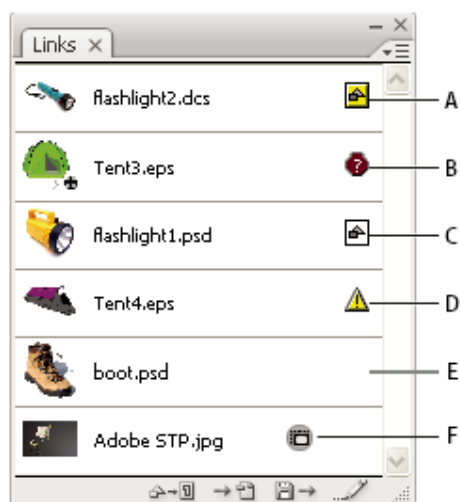 Links
flashlight2.dcs
A
Tent3.eps
B
flashlight1.psd
C
Tent4.eps
D
boot.psd
E
Adobe STP.jpg
F